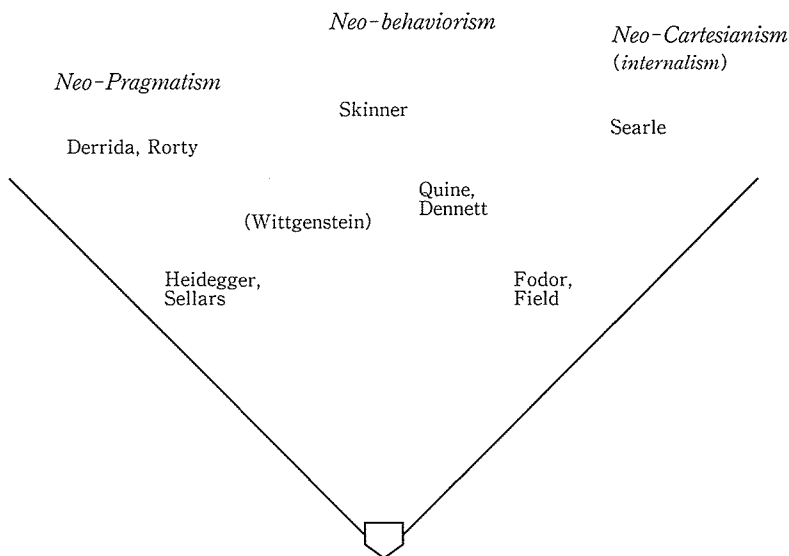 Neo-behaviorism
Neo-Cartesianism
(internalism)
Neo-Pragmatism
Skinner
Searle
Derrida, Rorty
Quine,
Dennett
(Wittgenstein)
Heidegger,
Sellars
Fodor,
Field